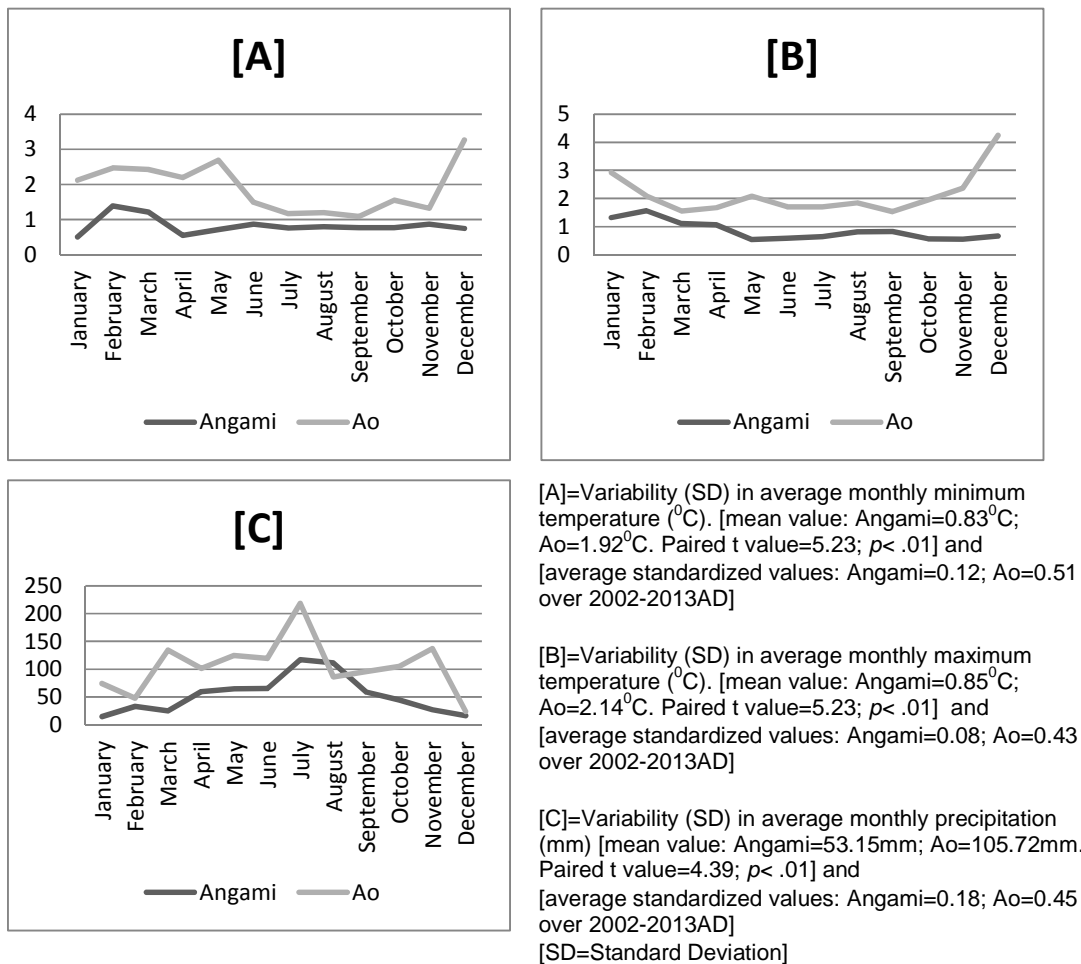 [A]
4
3
2
1
0
January
February
March
April
May
June
July
August
September
October
November
December
Angami
Ao
[B]
5
4
3
2
1
0
January
February
March
April
May
June
July
August
September
October
November
December
Angami
Ao
[C]
250
200
150
100
50
0
January
February
March
April
May
June
July
August
September
October
November
December
Angami
Ao
[A]=Variability (SD) in average monthly minimum
temperature (⁰C). [mean value: Angami=0.83⁰C;
Ao=1.92⁰C. Paired t value=5.23; p< .01] and
[average standardized values: Angami=0.12; Ao=0.51
over 2002-2013AD]
[B]=Variability (SD) in average monthly maximum
temperature (⁰C). [mean value: Angami=0.85⁰C;
Ao=2.14⁰C. Paired t value=5.23; p< .01] and
[average standardized values: Angami=0.08; Ao=0.43
over 2002-2013AD]
[C]=Variability (SD) in average monthly precipitation
(mm) [mean value: Angami=53.15mm; Ao=105.72mm.
Paired t value=4.39; p< .01] and
[average standardized values: Angami=0.18; Ao=0.45
over 2002-2013AD]
[SD=Standard Deviation]